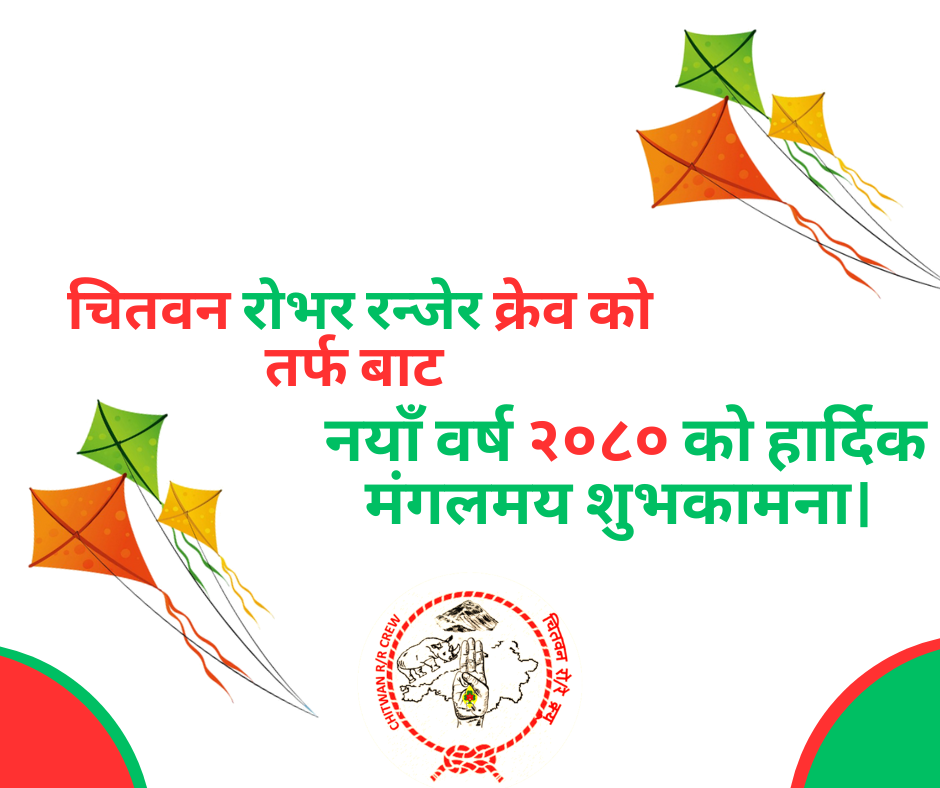 चितवन रोभर रन्जेर क्रेव को
तर्फ बाट
नयाँ वर्ष २०८० को हार्दिक
मंगलमय शुभकामना।
CHITWAN R/R CREW
चितवन रो/रे क्रयु